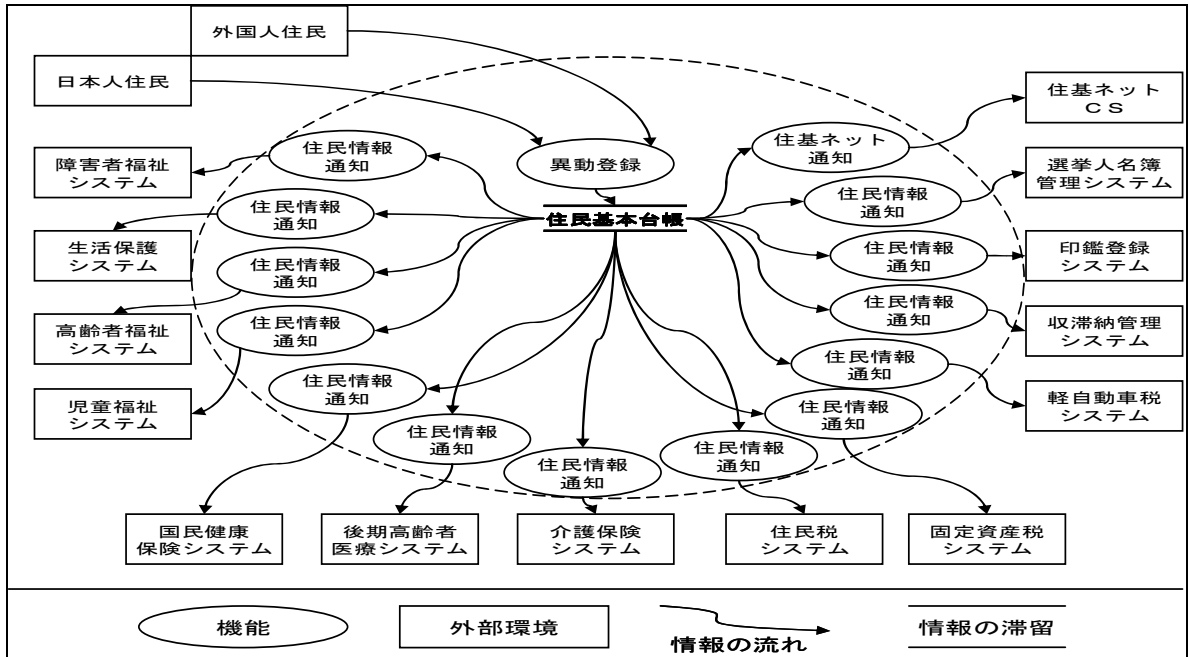 外国人住民
日本人住民
異動登録
住民基本台帳
住民情報
通知
障害者福祉
システム
住民情報
通知
生活保護
システム
住民情報
通知
高齢者福祉
システム
住民情報
通知
児童福祉
システム
住民情報
通知
国民健康
保険システム
住民情報
通知
後期高齢者
医療システム
住民情報
通知
介護保険
システム
住民情報
通知
住民税
システム
住民情報
通知
固定資産税
システム
住民情報
通知
軽自動車税
システム
住民情報
通知
収滞納管理
システム
住民情報
通知
印鑑登録
システム
住民情報
通知
選挙人名簿
管理システム
住基ネット
通知
住基ネット
CS
機能
外部環境
情報の流れ
情報の滞留